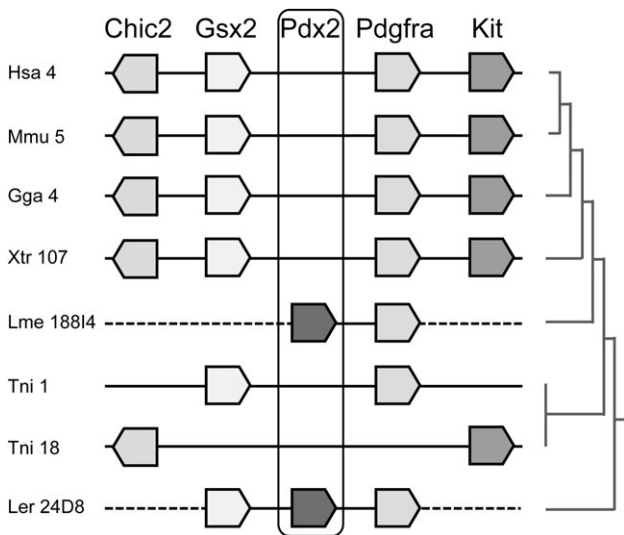 Chic2 Gsx2 Pdx2 Pdgfra Kit
Hsa 4
Mmu 5
Gga 4
Xtr 107
Lme 188I4
Tni 1
Tni 18
Ler 24D8